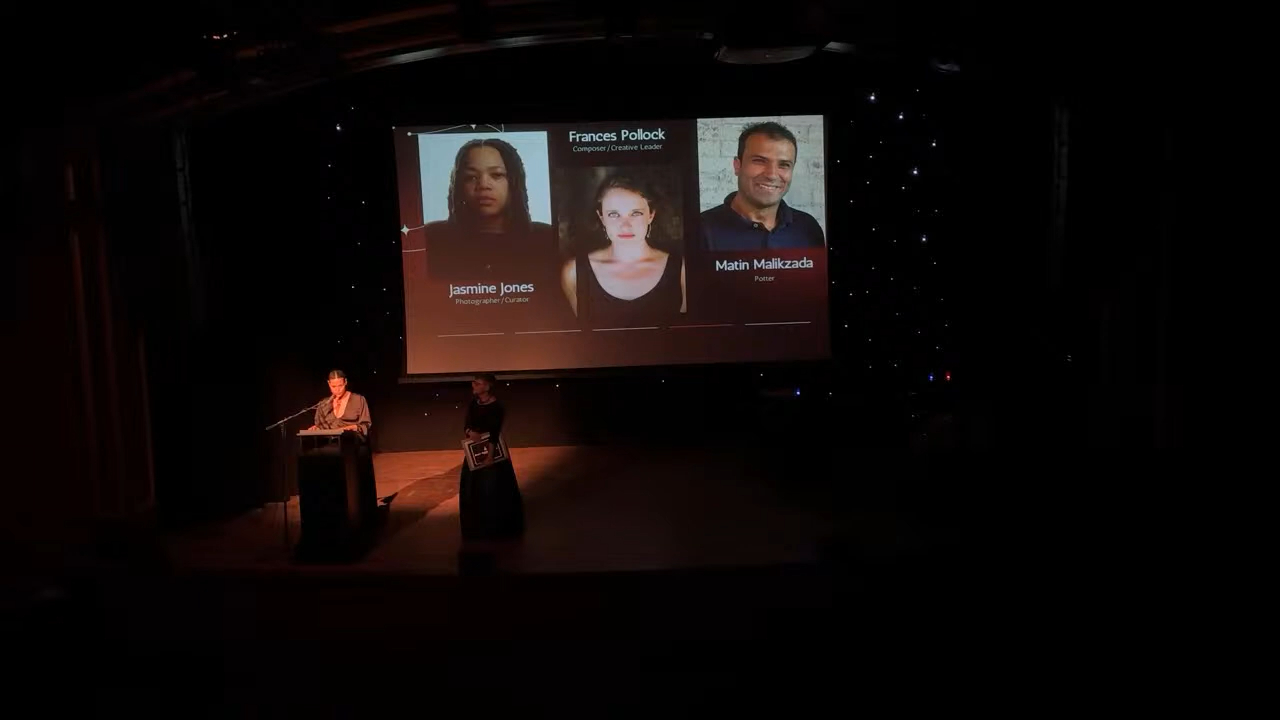 Frances Pollock
Composer/Creative Leader
Jasmine Jones
Photographer/Curator
Matin Malikzada
Potter